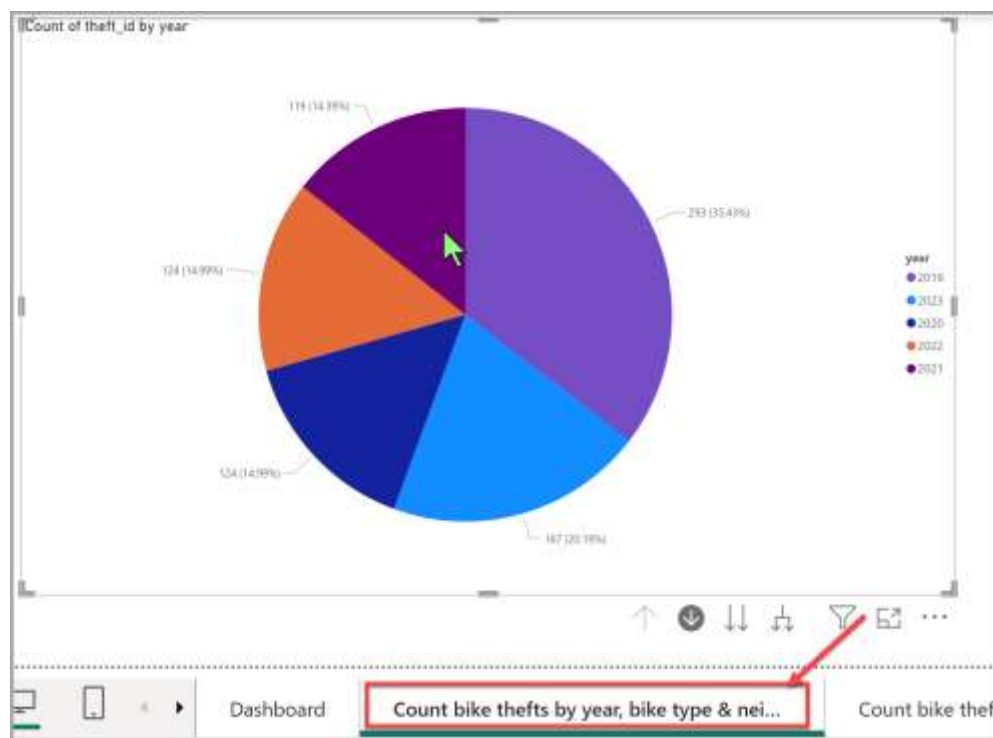 Count of theft_id by year
119 (14.39%)
293 (35.43%)
124 (14.99%)
year
2019
2023
2020
2022
2021
124 (14.99%)
167 (20.19%)
Dashboard
Count bike thefts by year, bike type & nei...
Count bike thef